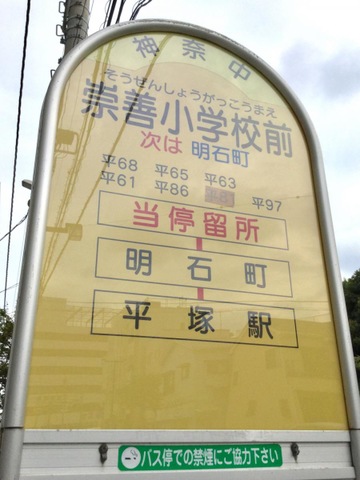 神奈中
そうぜんしょうがっこうまえ
崇善小学校前
次は 明石町
平68 平65 平63
平61 平86 平97
当停留所
明石町
平塚駅
バス停での禁煙にご協力下さい